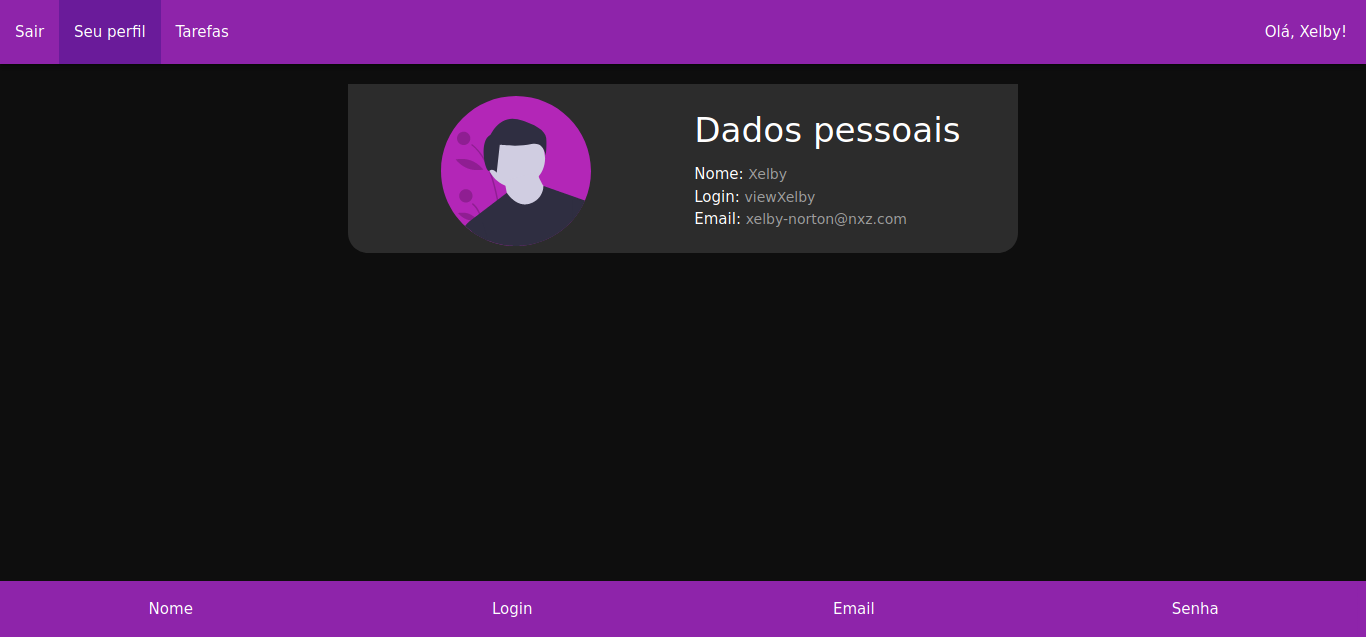 Sair Seu perfil Tarefas Olá, Xelby!
Dados pessoais
Nome: Xelby
Login: viewXelby
Email: xelby-norton@nxz.com
Nome Login Email Senha